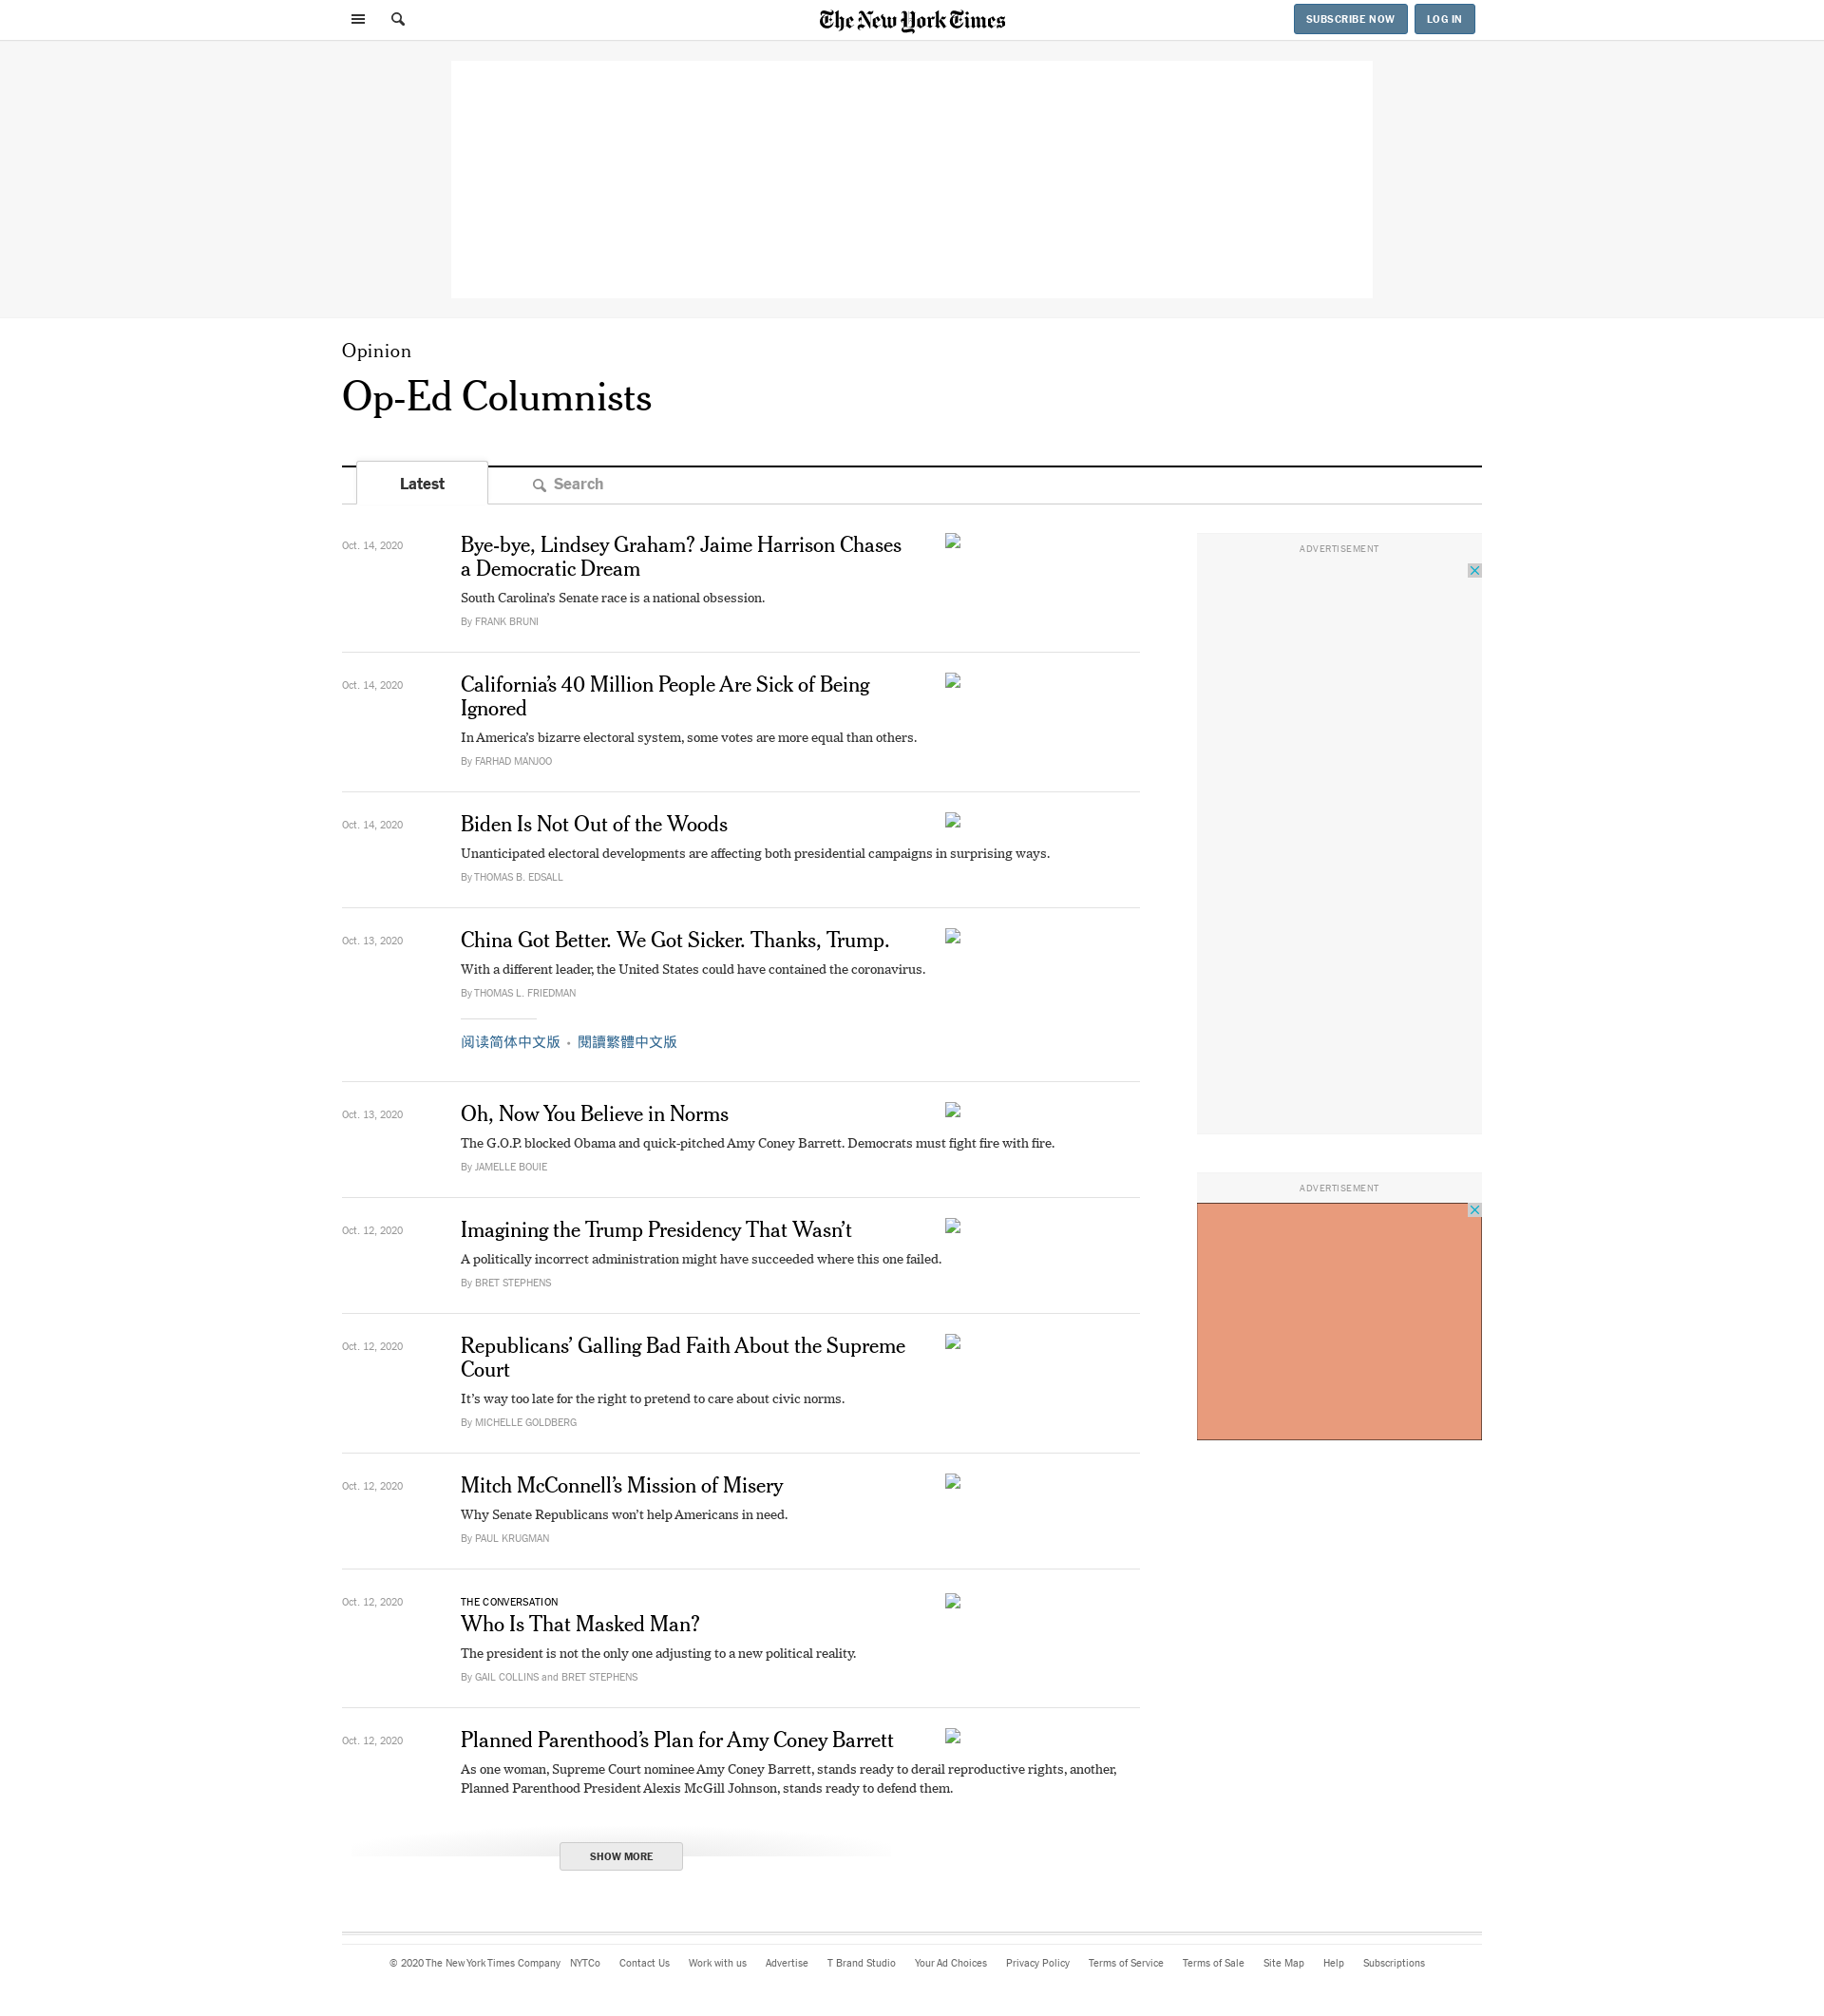 The New York Times
SUBSCRIBE NOW
LOG IN
Opinion
Op-Ed Columnists
Latest
Search
Oct. 14, 2020
Bye-bye, Lindsey Graham? Jaime Harrison Chases
a Democratic Dream
South Carolina’s Senate race is a national obsession.
By FRANK BRUNI
Oct. 14, 2020
California’s 40 Million People Are Sick of Being
Ignored
In America’s bizarre electoral system, some votes are more equal than others.
By FARHAD MANJOO
Oct. 14, 2020
Biden Is Not Out of the Woods
Unanticipated electoral developments are affecting both presidential campaigns in surprising ways.
By THOMAS B. EDSALL
Oct. 13, 2020
China Got Better. We Got Sicker. Thanks, Trump.
With a different leader, the United States could have contained the coronavirus.
By THOMAS L. FRIEDMAN
阅读简体中文版 • 閱讀繁體中文版
Oct. 13, 2020
Oh, Now You Believe in Norms
The G.O.P. blocked Obama and quick-pitched Amy Coney Barrett. Democrats must fight fire with fire.
By JAMELLE BOUIE
Oct. 12, 2020
Imagining the Trump Presidency That Wasn’t
A politically incorrect administration might have succeeded where this one failed.
By BRET STEPHENS
Oct. 12, 2020
Republicans’ Galling Bad Faith About the Supreme
Court
It’s way too late for the right to pretend to care about civic norms.
By MICHELLE GOLDBERG
Oct. 12, 2020
Mitch McConnell’s Mission of Misery
Why Senate Republicans won’t help Americans in need.
By PAUL KRUGMAN
Oct. 12, 2020
THE CONVERSATION
Who Is That Masked Man?
The president is not the only one adjusting to a new political reality.
By GAIL COLLINS and BRET STEPHENS
Oct. 12, 2020
Planned Parenthood’s Plan for Amy Coney Barrett
As one woman, Supreme Court nominee Amy Coney Barrett, stands ready to derail reproductive rights, another,
Planned Parenthood President Alexis McGill Johnson, stands ready to defend them.
SHOW MORE
ADVERTISEMENT
ADVERTISEMENT
© 2020 The New York Times Company NYTCo Contact Us Work with us Advertise T Brand Studio Your Ad Choices Privacy Policy Terms of Service Terms of Sale Site Map Help Subscriptions